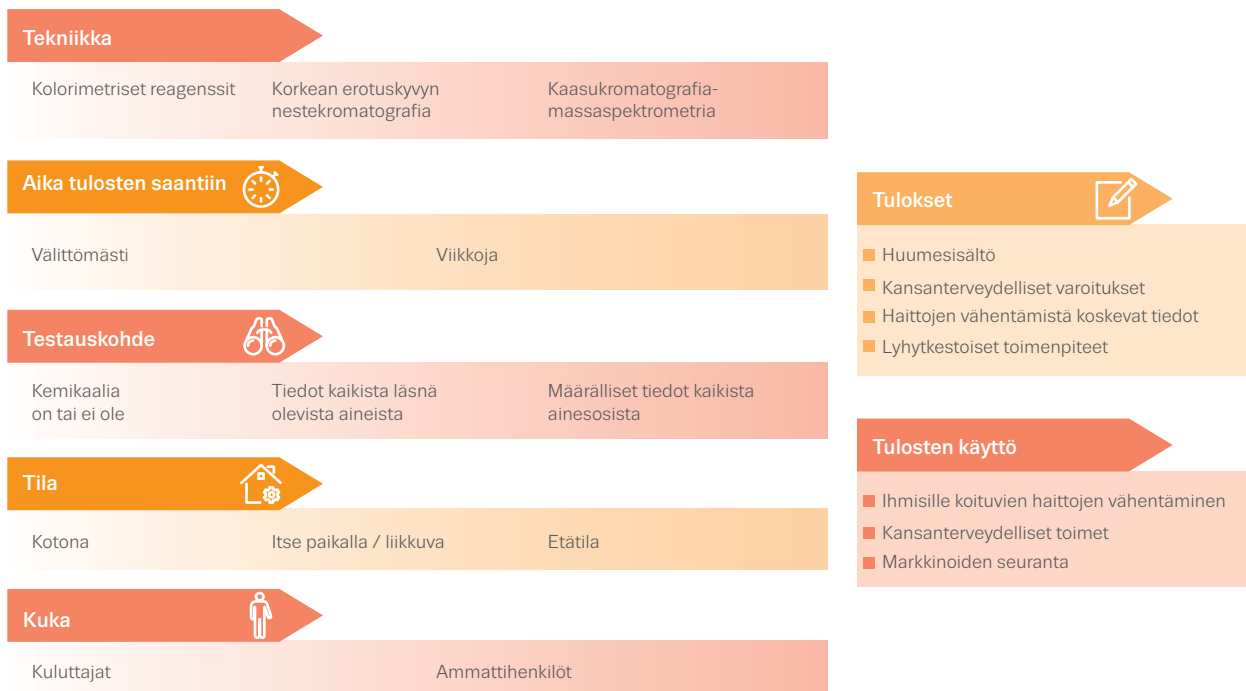 Tekniikka
Kolorimetriset reagenssit
Korkean erotuskyvyn
nestekromatografia
Kaasukromatografia-
massaspektrometria
Aika tulosten saantiin
Välittömästi
Viikkoja
Testauskohde
Kemikaalia
on tai ei ole
Tiedot kaikista läsnä
olevista aineista
Määrälliset tiedot kaikista
ainesosista
Tila
Kotona
Itse paikalla / liikkuva
Etätila
Kuka
Kuluttajat
Ammattihenkilöt
Tulokset
Huumesisältö
Kansanterveydelliset varoitukset
Haittojen vähentämistä koskevat tiedot
Lyhytkestoiset toimenpiteet
Tulosten käyttö
Ihmisille koituvien haittojen vähentäminen
Kansanterveydelliset toimet
Markkinoiden seuranta